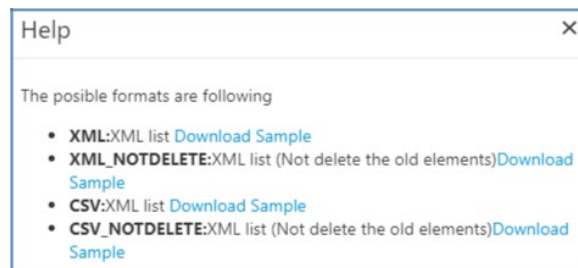 Help
The posible formats are following
XML:XML list Download Sample
XML_NOTDELETE:XML list (Not delete the old elements)Download
Sample
CSV:XML list Download Sample
CSV_NOTDELETE:XML list (Not delete the old elements)Download
Sample